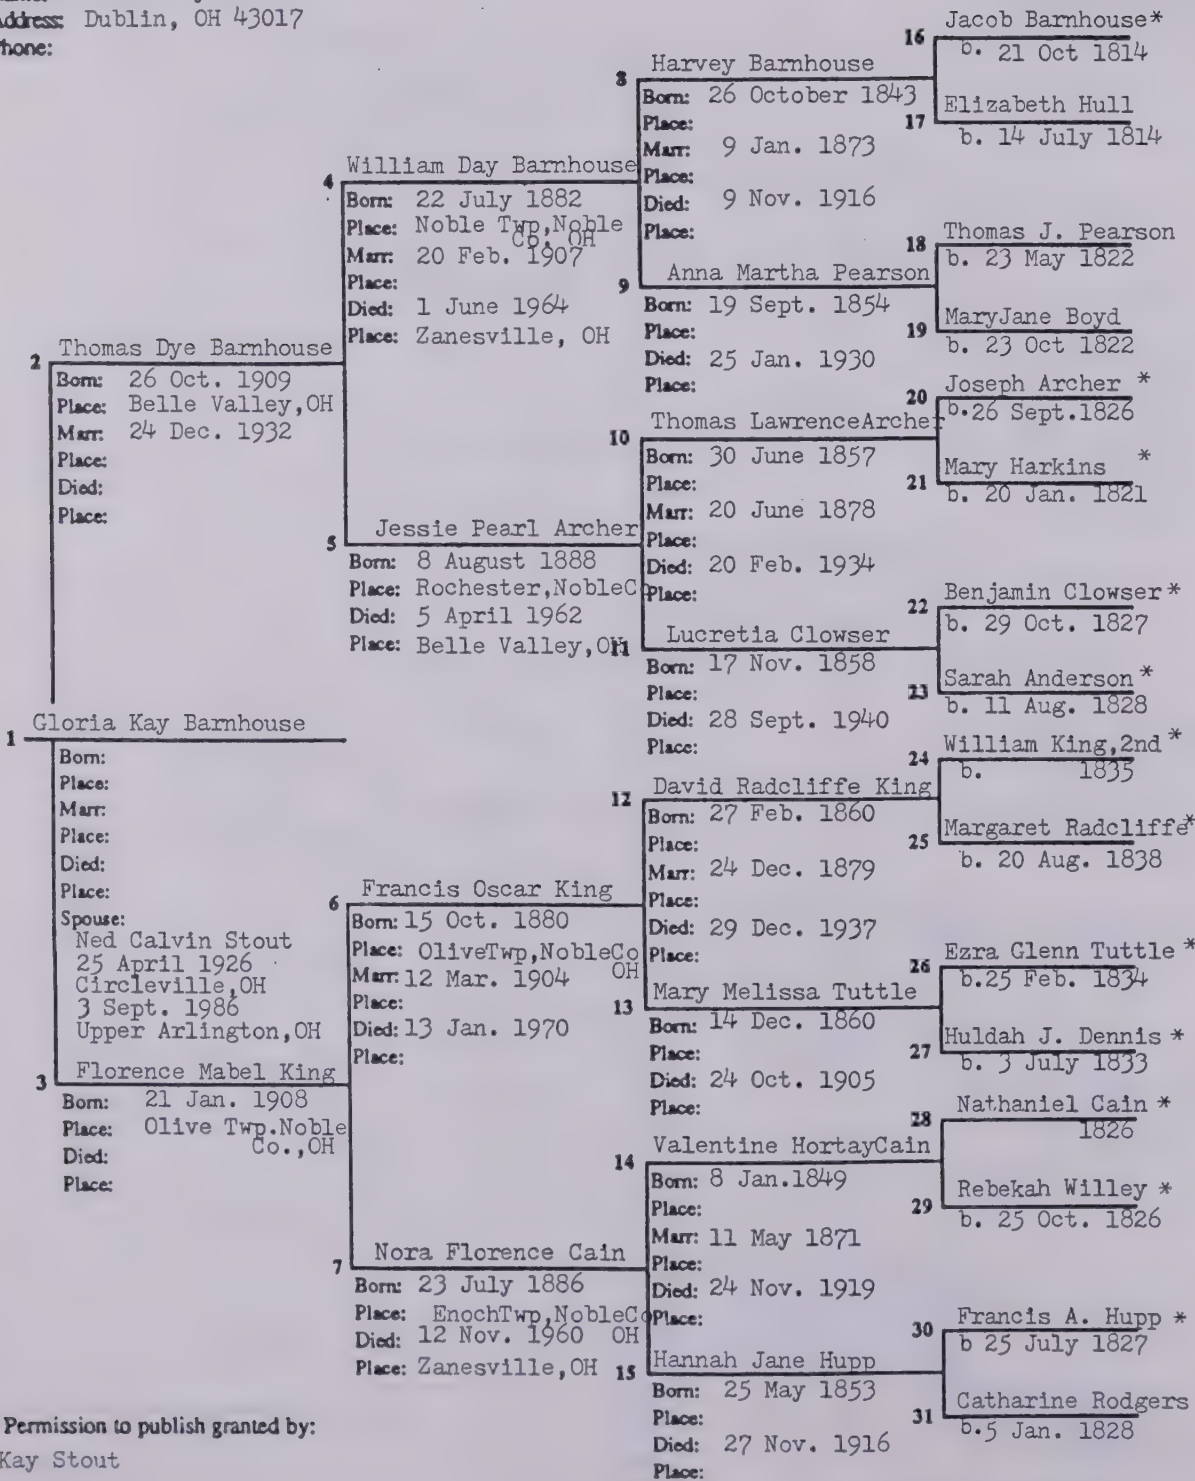 Address: Dublin, OH 43017
Phone:
16 Jacob Barnhouse*
b. 21 Oct 1814
8 Harvey Barnhouse
Born: 26 October 1843
Place:
Marr: 9 Jan. 1873
Place:
Died: 9 Nov. 1916
Place:
17 Elizabeth Hull
b. 14 July 1814
4 William Day Barnhouse
Born: 22 July 1882
Place: Noble Twp,Noble
Co. OH
Marr: 20 Feb. 1907
Place:
Died: 1 June 1964
Place: Zanesville, OH
18 Thomas J. Pearson
b. 23 May 1822
9 Anna Martha Pearson
Born: 19 Sept. 1854
Place:
Died: 25 Jan. 1930
Place:
19 MaryJane Boyd
b. 23 Oct 1822
2 Thomas Dye Barnhouse
Born: 26 Oct. 1909
Place: Belle Valley,OH
Marr: 24 Dec. 1932
Place:
Died:
Place:
20 Joseph Archer *
b.26 Sept.1826
10 Thomas LawrenceArcher
Born: 30 June 1857
Place:
Marr: 20 June 1878
Place:
Died: 20 Feb. 1934
Place:
21 Mary Harkins *
b. 20 Jan. 1821
5 Jessie Pearl Archer
Born: 8 August 1888
Place: Rochester,NobleCo
Died: 5 April 1962
Place: Belle Valley,OH
22 Benjamin Clowser*
b. 29 Oct. 1827
11 Lucretia Clowser
Born: 17 Nov. 1858
Place:
Died: 28 Sept. 1940
Place:
23 Sarah Anderson*
b. 11 Aug. 1828
1 Gloria Kay Barnhouse
Born:
Place:
Marr:
Place:
Died:
Place:
Spouse:
Ned Calvin Stout
25 April 1926
Circleville,OH
3 Sept. 1986
Upper Arlington,OH
24 William King,2nd *
b. 1835
12 David Radcliffe King
Born: 27 Feb. 1860
Place:
Marr: 24 Dec. 1879
Place:
Died: 29 Dec. 1937
Place:
25 Margaret Radcliffe*
b. 20 Aug. 1838
6 Francis Oscar King
Born: 15 Oct. 1880
Place: OliveTwp,NobleCo
OH
Marr: 12 Mar. 1904
Place:
Died: 13 Jan. 1970
Place:
26 Ezra Glenn Tuttle *
b.25 Feb. 1834
13 Mary Melissa Tuttle
Born: 14 Dec. 1860
Place:
Died: 24 Oct. 1905
Place:
27 Huldah J. Dennis *
b. 3 July 1833
3 Florence Mabel King
Born: 21 Jan. 1908
Place: Olive Twp.Noble
Co.,OH
Died:
Place:
28 Nathaniel Cain *
1826
14 Valentine HortayCain
Born: 8 Jan.1849
Place:
Marr: 11 May 1871
Place:
Died: 24 Nov. 1919
Place:
29 Rebekah Willey *
b. 25 Oct. 1826
7 Nora Florence Cain
Born: 23 July 1886
Place: EnochTwp,NobleCo
Died: 12 Nov. 1960 OH
Place: Zanesville,OH
30 Francis A. Hupp *
b 25 July 1827
15 Hannah Jane Hupp
Born: 25 May 1853
Place:
Died: 27 Nov. 1916
Place:
31 Catharine Rodgers
b.5 Jan. 1828
Permission to publish granted by:
Kay Stout